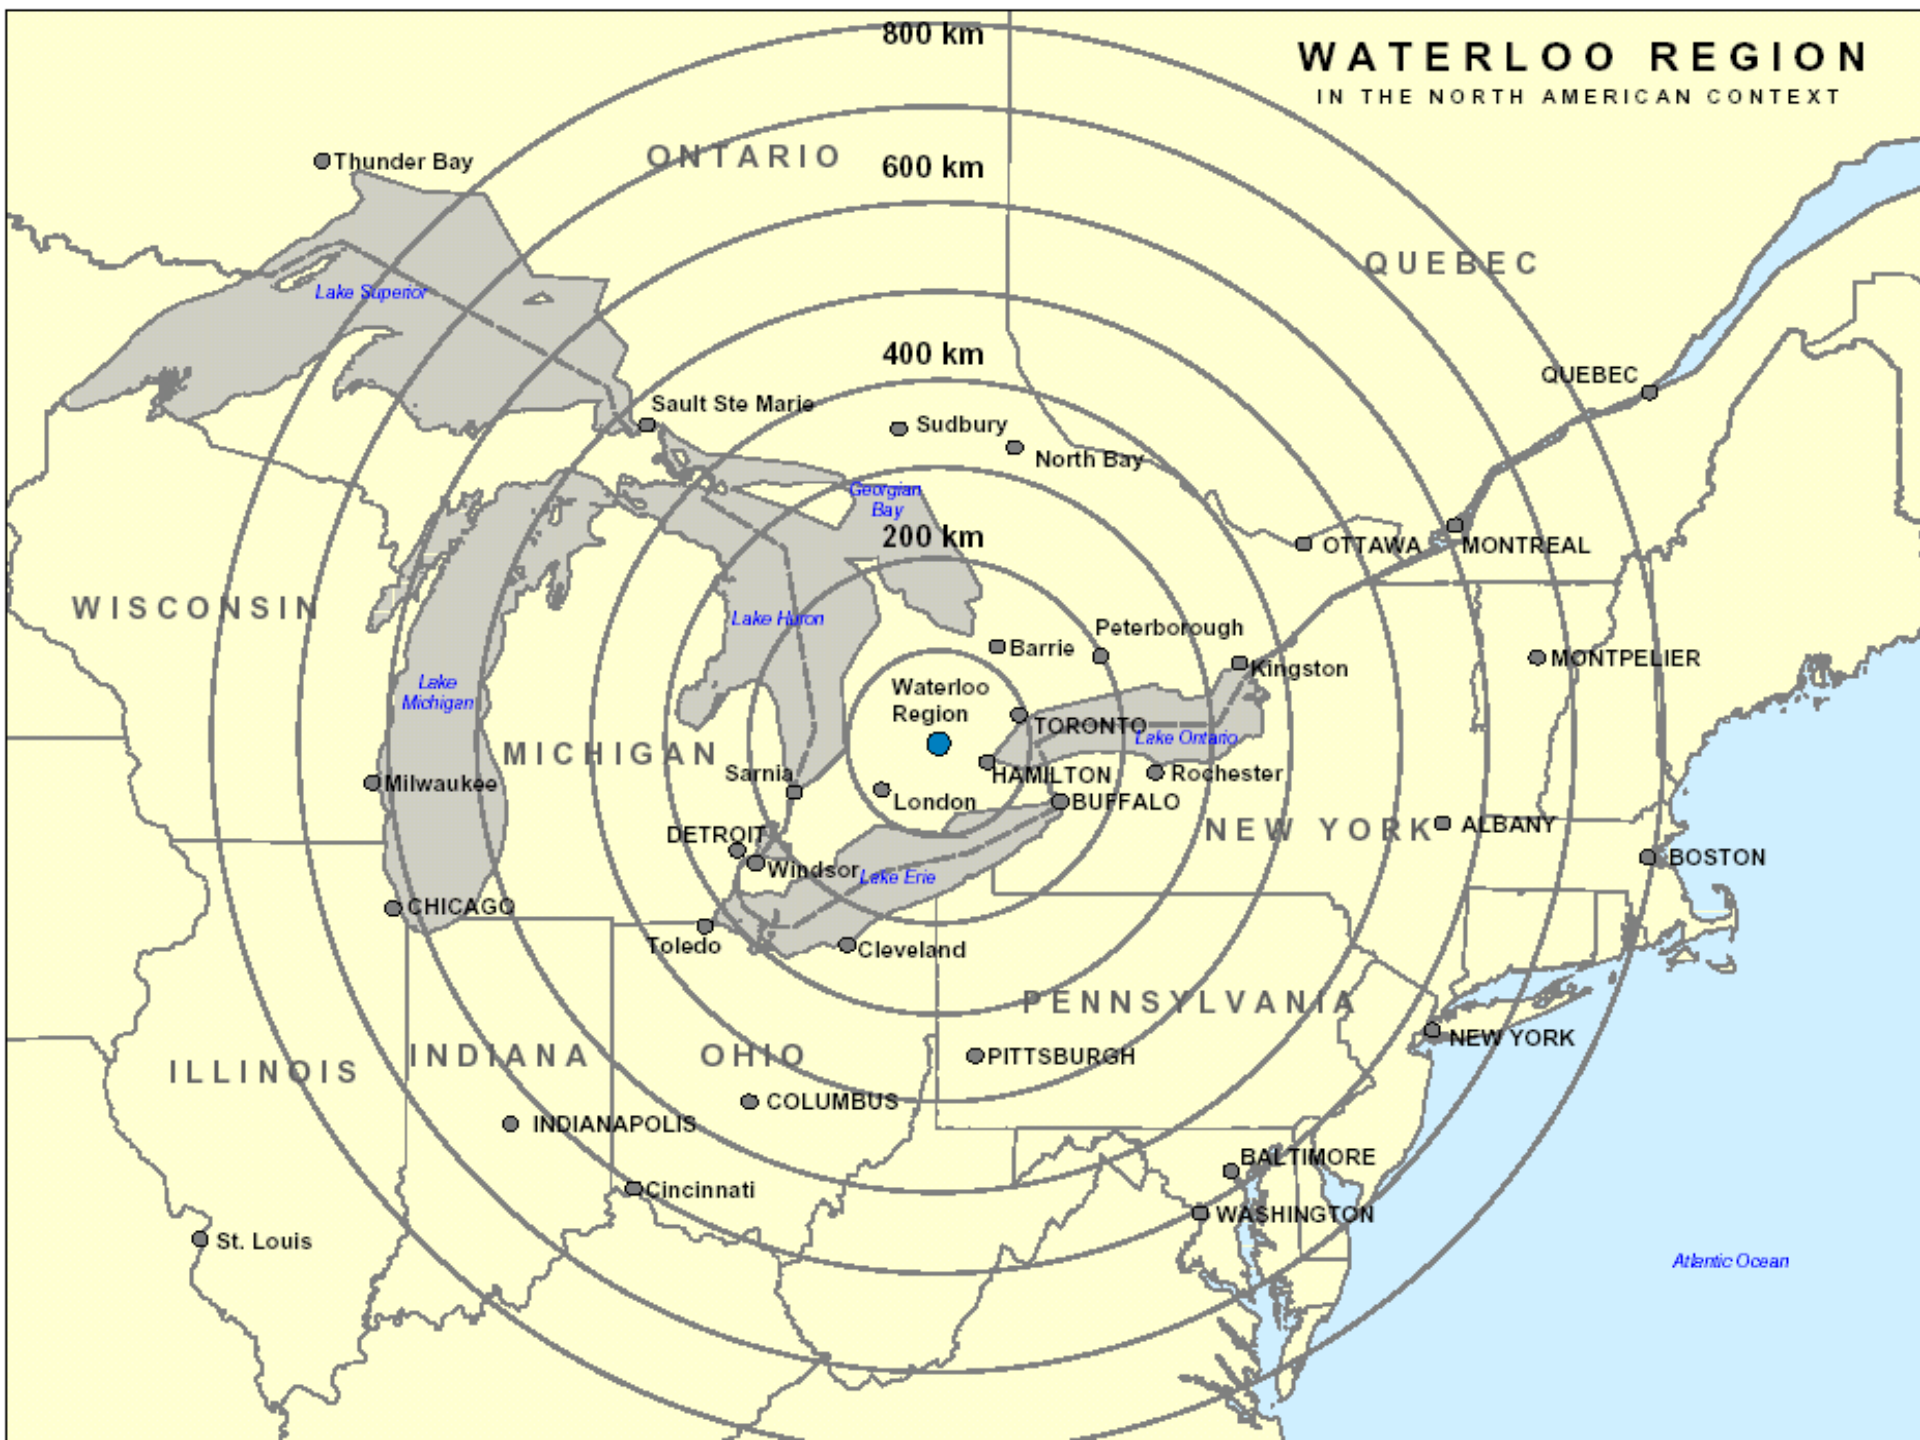 800 km
WATERLOO REGION
IN THE NORTH AMERICAN CONTEXT
ONTARIO
Thunder Bay
600 km
QUEBEC
Lake Superior
400 km
QUEBEC
Sault Ste Marie
Sudbury
North Bay
Georgian
Bay
200 km
OTTAWA
MONTREAL
WISCONSIN
Lake Huron
Peterborough
Barrie
Kingston
MONTPELIER
Lake
Michigan
Waterloo
Region
TORONTO
Lake Ontario
MICHIGAN
Sarnia
HAMILTON
Rochester
Milwaukee
London
BUFFALO
DETROIT
NEW YORK
ALBANY
Windsor
Lake Erie
BOSTON
CHICAGO
Toledo
Cleveland
PENNSYLVANIA
NEW YORK
ILLINOIS
INDIANA
OHIO
PITTSBURGH
COLUMBUS
INDIANAPOLIS
BALTIMORE
Cincinnati
WASHINGTON
St. Louis
Atlantic Ocean